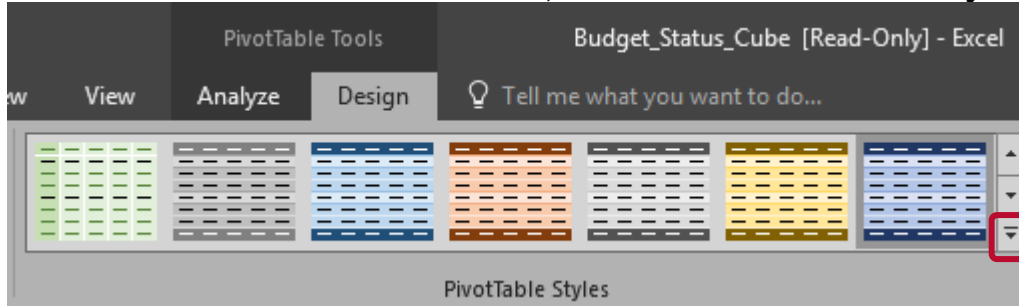 PivotTable Tools Budget_Status_Cube [Read-Only] - Excel
View Analyze Design Tell me what you want to do...
PivotTable Styles